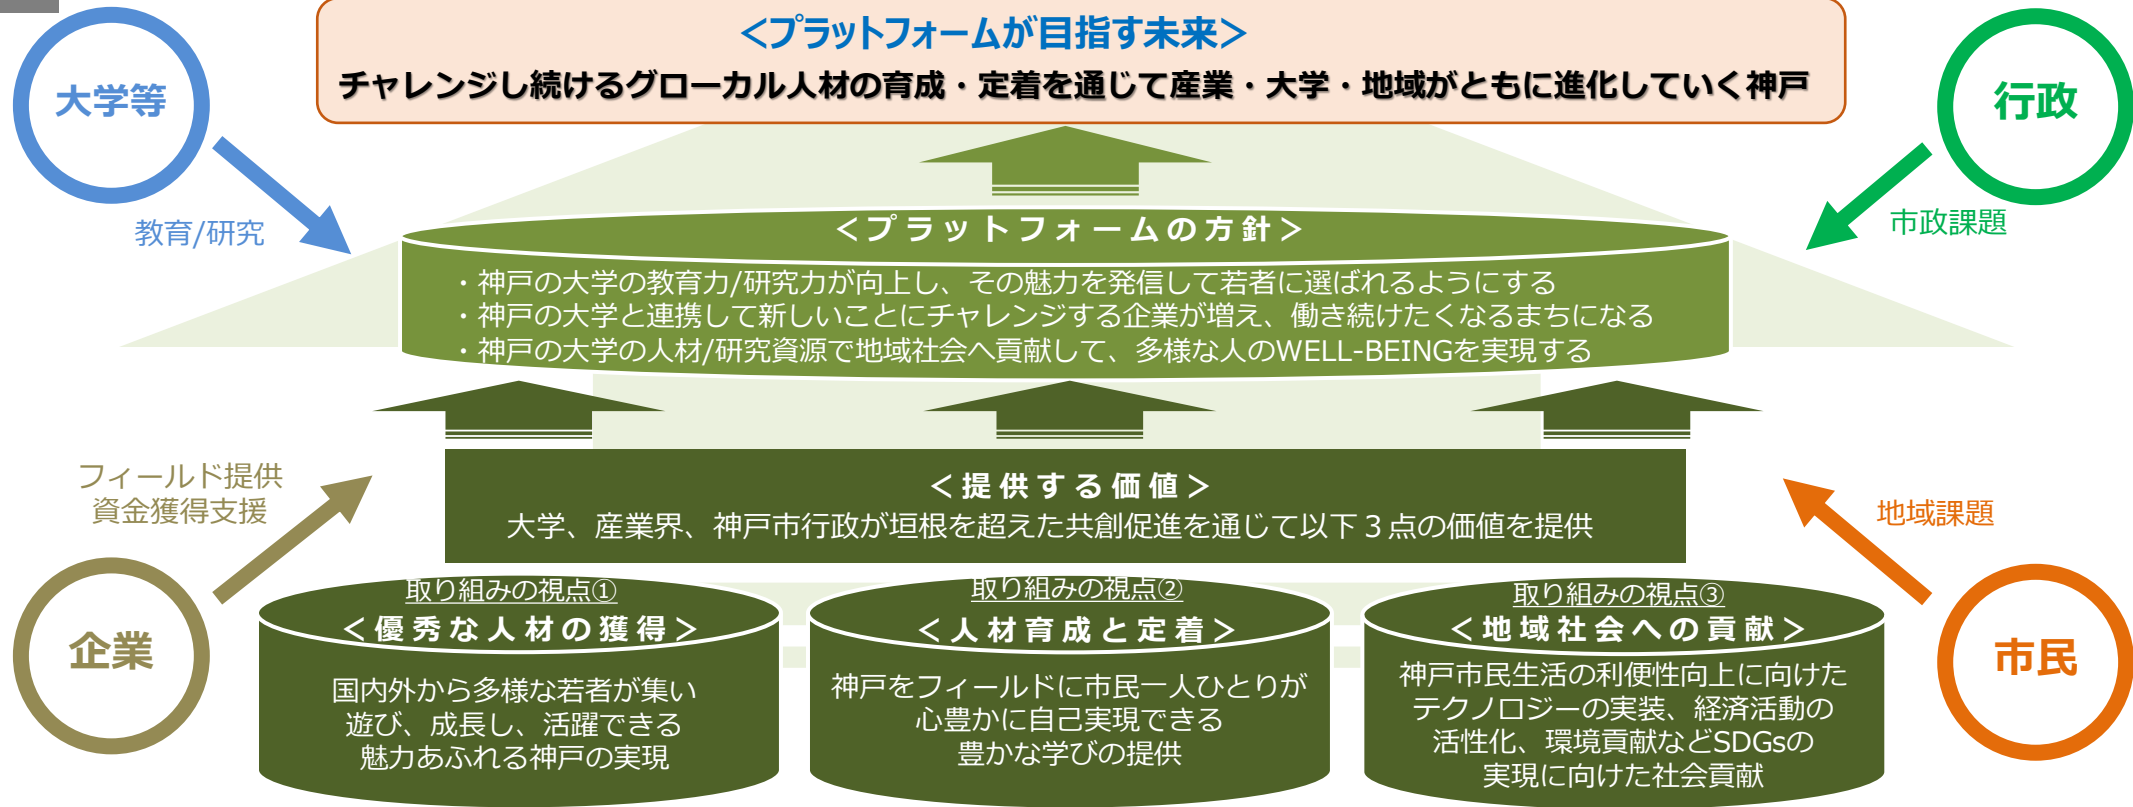 ＜プラットフォームが目指す未来＞
チャレンジし続けるグローカル人材の育成・定着を通じて産業・大学・地域がともに進化していく神戸
大学等
教育/研究
行政
市政課題
＜プラットフォームの方針＞
・神戸の大学の教育力/研究力が向上し、その魅力を発信して若者に選ばれるようにする
・神戸の大学と連携して新しいことにチャレンジする企業が増え、働き続けたくなるまちになる
・神戸の大学の人材/研究資源で地域社会へ貢献して、多様な人のWELL-BEINGを実現する
フィールド提供
資金獲得支援
企業
地域課題
市民
＜提供する価値＞
大学、産業界、神戸市行政が垣根を超えた共創促進を通じて以下３点の価値を提供
取り組みの視点①
＜優秀な人材の獲得＞
国内外から多様な若者が集い
遊び、成長し、活躍できる
魅力あふれる神戸の実現
取り組みの視点②
＜人材育成と定着＞
神戸をフィールドに市民一人ひとりが
心豊かに自己実現できる
豊かな学びの提供
取り組みの視点③
＜地域社会への貢献＞
神戸市民生活の利便性向上に向けた
テクノロジーの実装、経済活動の
活性化、環境貢献などSDGsの
実現に向けた社会貢献